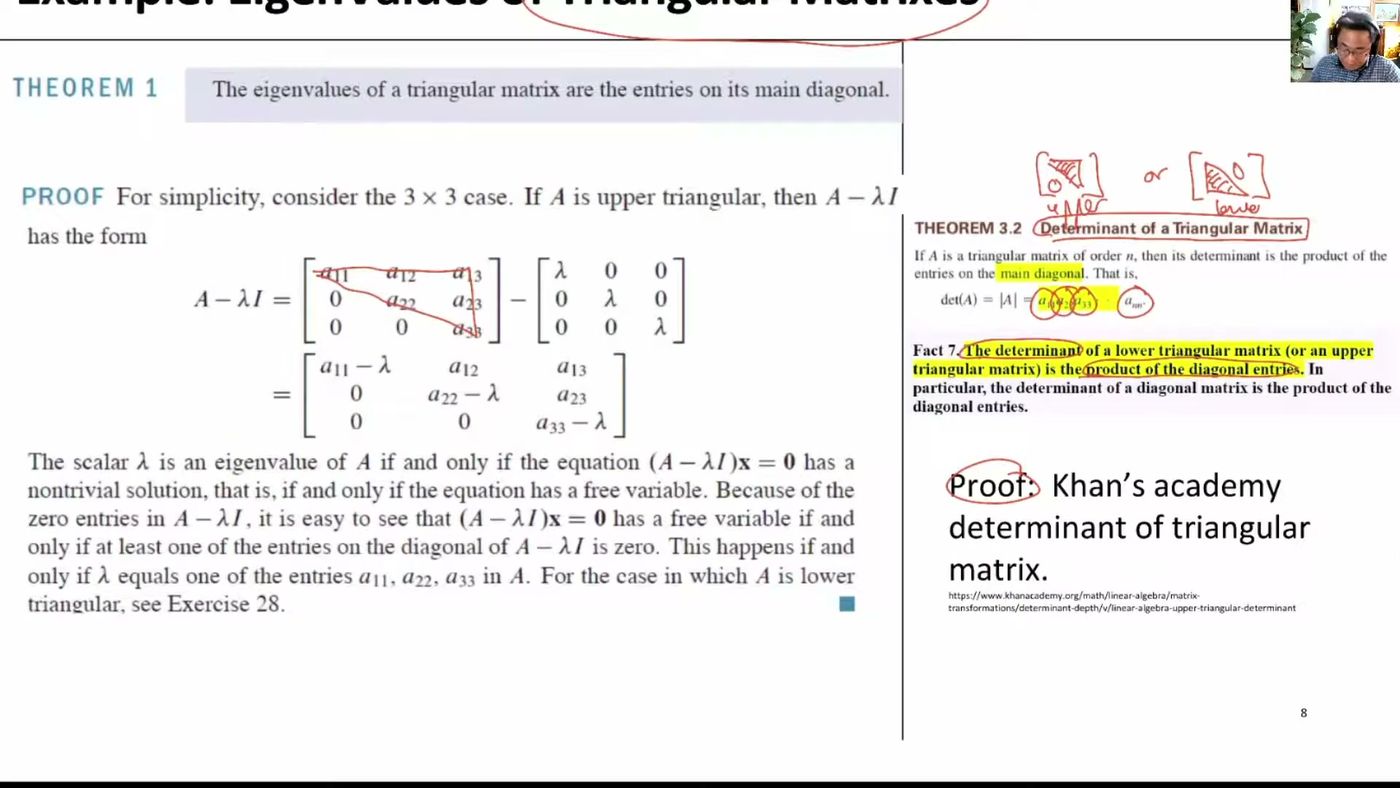 Example: Eigenvalues of Triangular Matrixes
THEOREM 1 The eigenvalues of a triangular matrix are the entries on its main diagonal.
PROOF For simplicity, consider the 3 × 3 case. If A is upper triangular, then A − λI
has the form
A − λI = [ a11 a12 a13 ] − [ λ 0 0 ]
[ 0 a22 a23 ] [ 0 λ 0 ]
[ 0 0 a33 ] [ 0 0 λ ]
= [ a11 − λ a12 a13 ]
[ 0 a22 − λ a23 ]
[ 0 0 a33 − λ ]
The scalar λ is an eigenvalue of A if and only if the equation (A − λI)x = 0 has a
nontrivial solution, that is, if and only if the equation has a free variable. Because of the
zero entries in A − λI, it is easy to see that (A − λI)x = 0 has a free variable if and
only if at least one of the entries on the diagonal of A − λI is zero. This happens if and
only if λ equals one of the entries a11, a22, a33 in A. For the case in which A is lower
triangular, see Exercise 28.
[ 0 ] or [ 0 ]
upper lower
THEOREM 3.2 Determinant of a Triangular Matrix
If A is a triangular matrix of order n, then its determinant is the product of the
entries on the main diagonal. That is,
det(A) = |A| = a11a22a33 · ann.
Fact 7. The determinant of a lower triangular matrix (or an upper
triangular matrix) is the product of the diagonal entries. In
particular, the determinant of a diagonal matrix is the product of the
diagonal entries.
Proof: Khan's academy
determinant of triangular
matrix.
https://www.khanacademy.org/math/linear-algebra/matrix-
transformations/determinant-depth/v/linear-algebra-upper-triangular-determinant
8